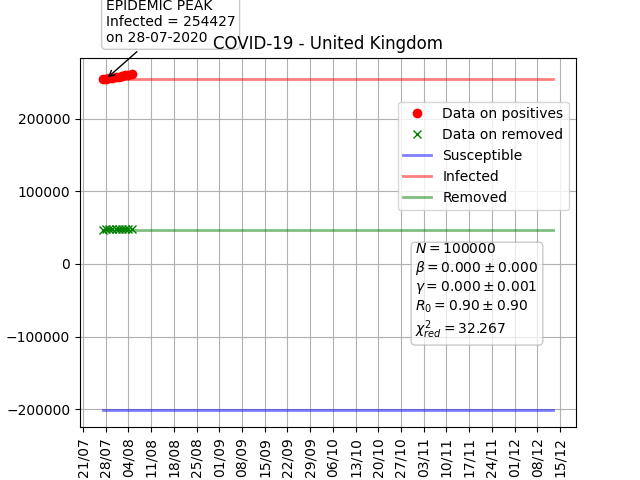 EPIDEMIC PEAK
Infected = 254427
on 28-07-2020
COVID-19 - United Kingdom
Data on positives
Data on removed
Susceptible
Infected
Removed
N = 100000
β = 0.000 ± 0.000
γ = 0.000 ± 0.001
R₀ = 0.90 ± 0.90
χ²_red = 32.267
200000
100000
0
−100000
−200000
21/07
28/07
04/08
11/08
18/08
25/08
01/09
08/09
15/09
22/09
29/09
06/10
13/10
20/10
27/10
03/11
10/11
17/11
24/11
01/12
08/12
15/12